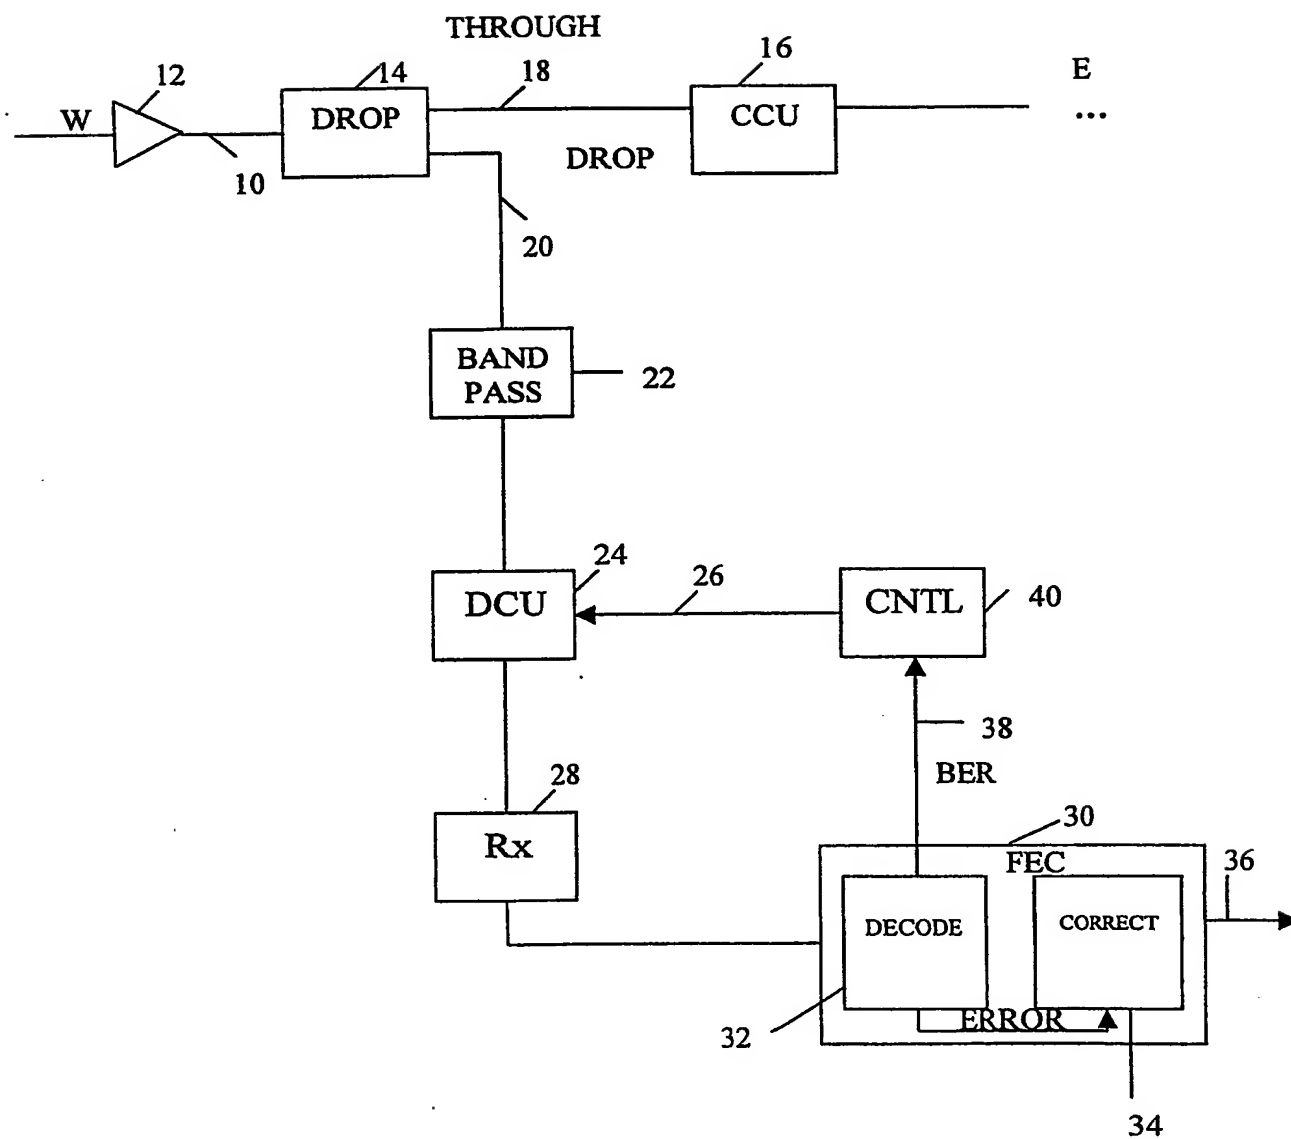 THROUGH
W
12
14
18
16
E
DROP
CCU
...
10
DROP
20
BAND
PASS
22
24
26
DCU
CNTL
40
38
BER
28
Rx
30
FEC
36
DECODE
CORRECT
ERROR
32
34